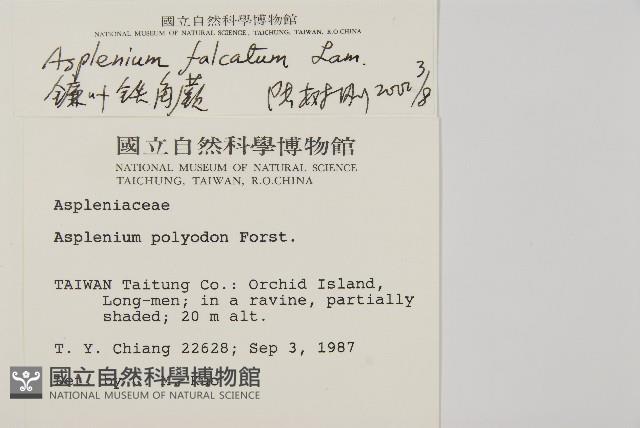 國立自然科學博物館
NATIONAL MUSEUM OF NATURAL SCIENCE, TAICHUNG, TAIWAN, R.O.CHINA
Asplenium falcatum Lam.
镰叶铁角蕨 2002 3/8
國立自然科學博物館
NATIONAL MUSEUM OF NATURAL SCIENCE
TAICHUNG, TAIWAN, R.O.CHINA
Aspleniaceae
Asplenium polyodon Forst.
TAIWAN Taitung Co.: Orchid Island,
Long-men; in a ravine, partially
shaded; 20 m alt.
T. Y. Chiang 22628; Sep 3, 1987
國立自然科學博物館
NATIONAL MUSEUM OF NATURAL SCIENCE